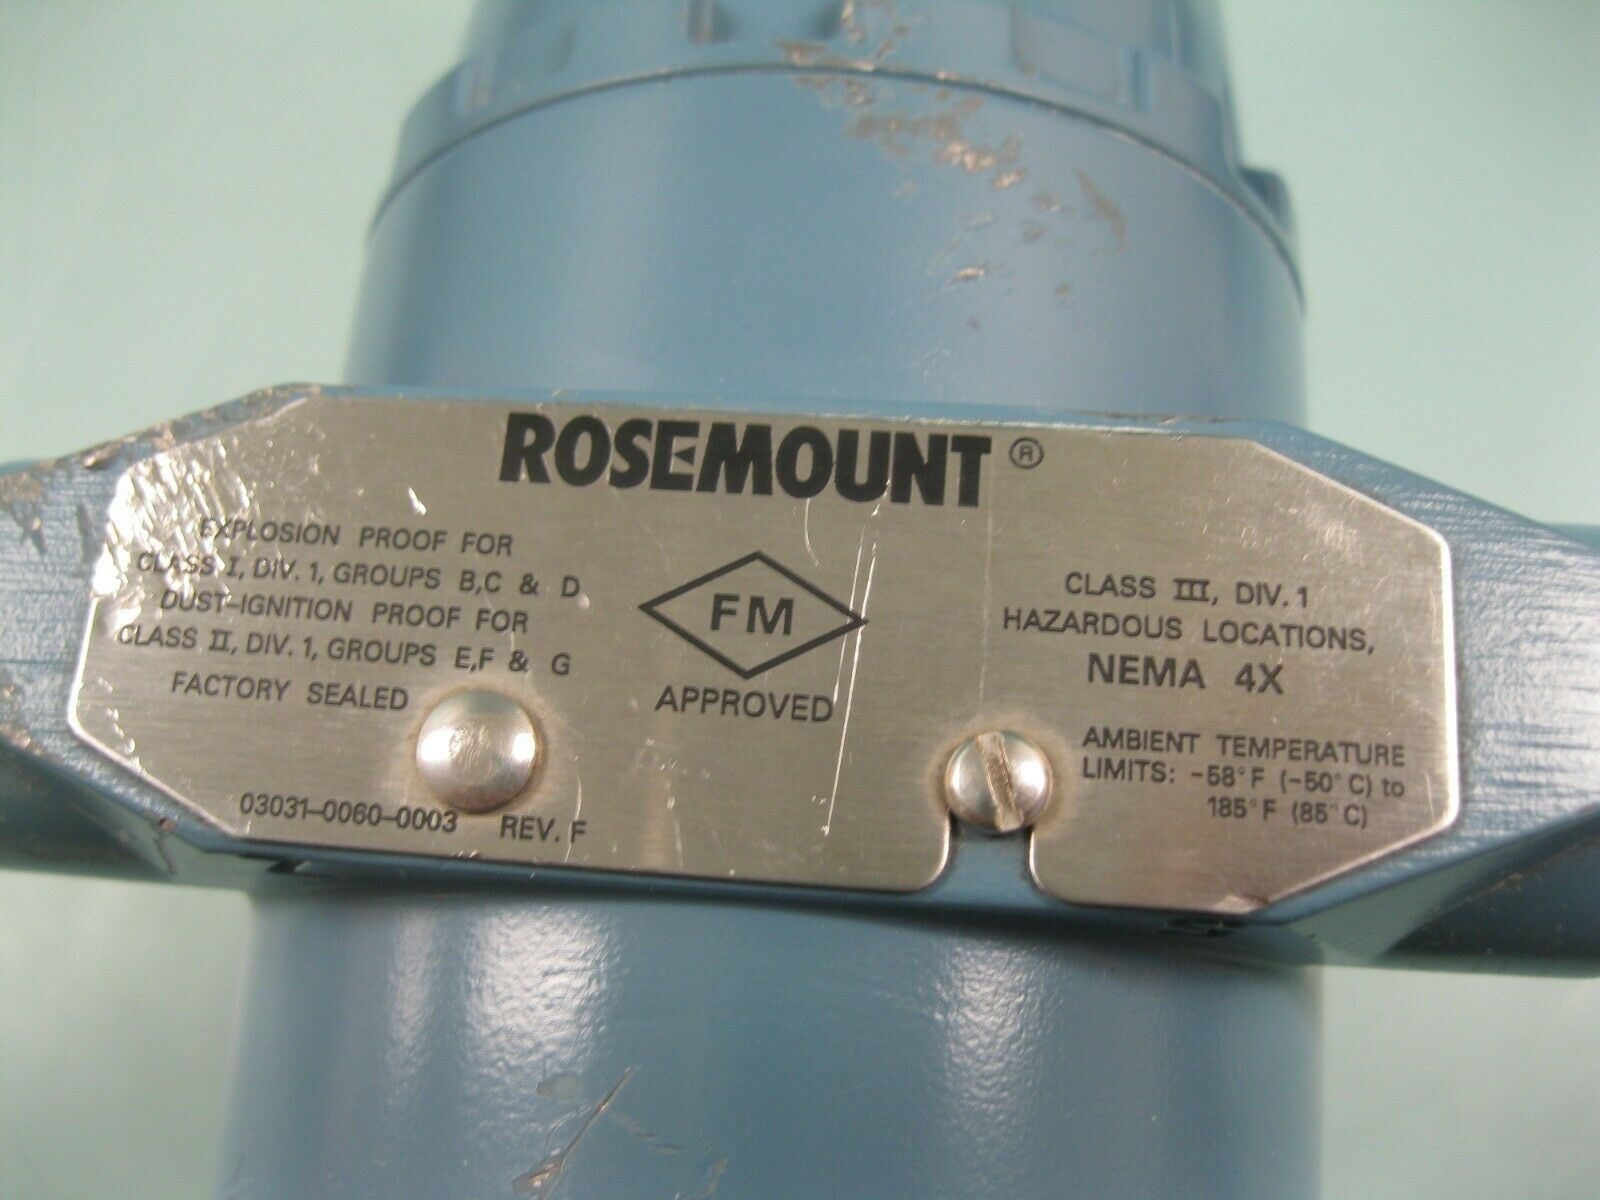 ROSEMOUNT®
EXPLOSION PROOF FOR
CLASS I, DIV. 1, GROUPS B,C & D
DUST-IGNITION PROOF FOR
CLASS II, DIV. 1, GROUPS E,F & G
FACTORY SEALED
03031-0060-0003 REV. F
FM
APPROVED
CLASS III, DIV. 1
HAZARDOUS LOCATIONS,
NEMA 4X
AMBIENT TEMPERATURE
LIMITS: -58°F (-50°C) to
185°F (85°C)